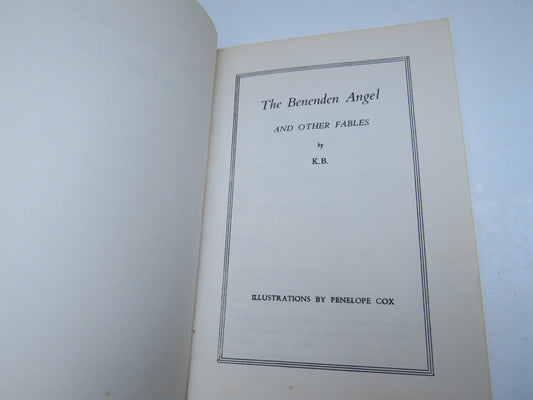 The Benenden Angel
AND OTHER FABLES
by
K.B.
ILLUSTRATIONS BY PENELOPE COX